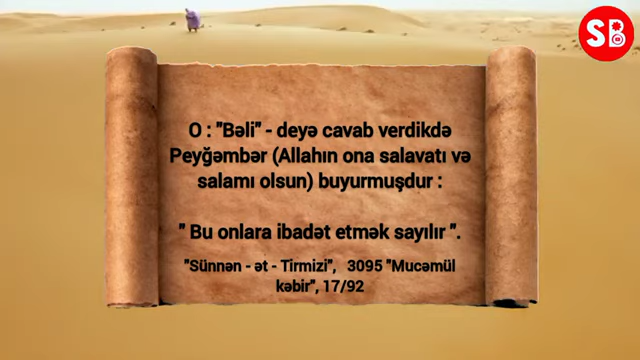 SB
O : "Bəli" - deyə cavab verdikdə
Peyğəmbər (Allahın ona salavatı və
salamı olsun) buyurmuşdur :
" Bu onlara ibadət etmək sayılır ".
"Sünnən - ət - Tirmizi", 3095 "Mucəmül
kəbir", 17/92